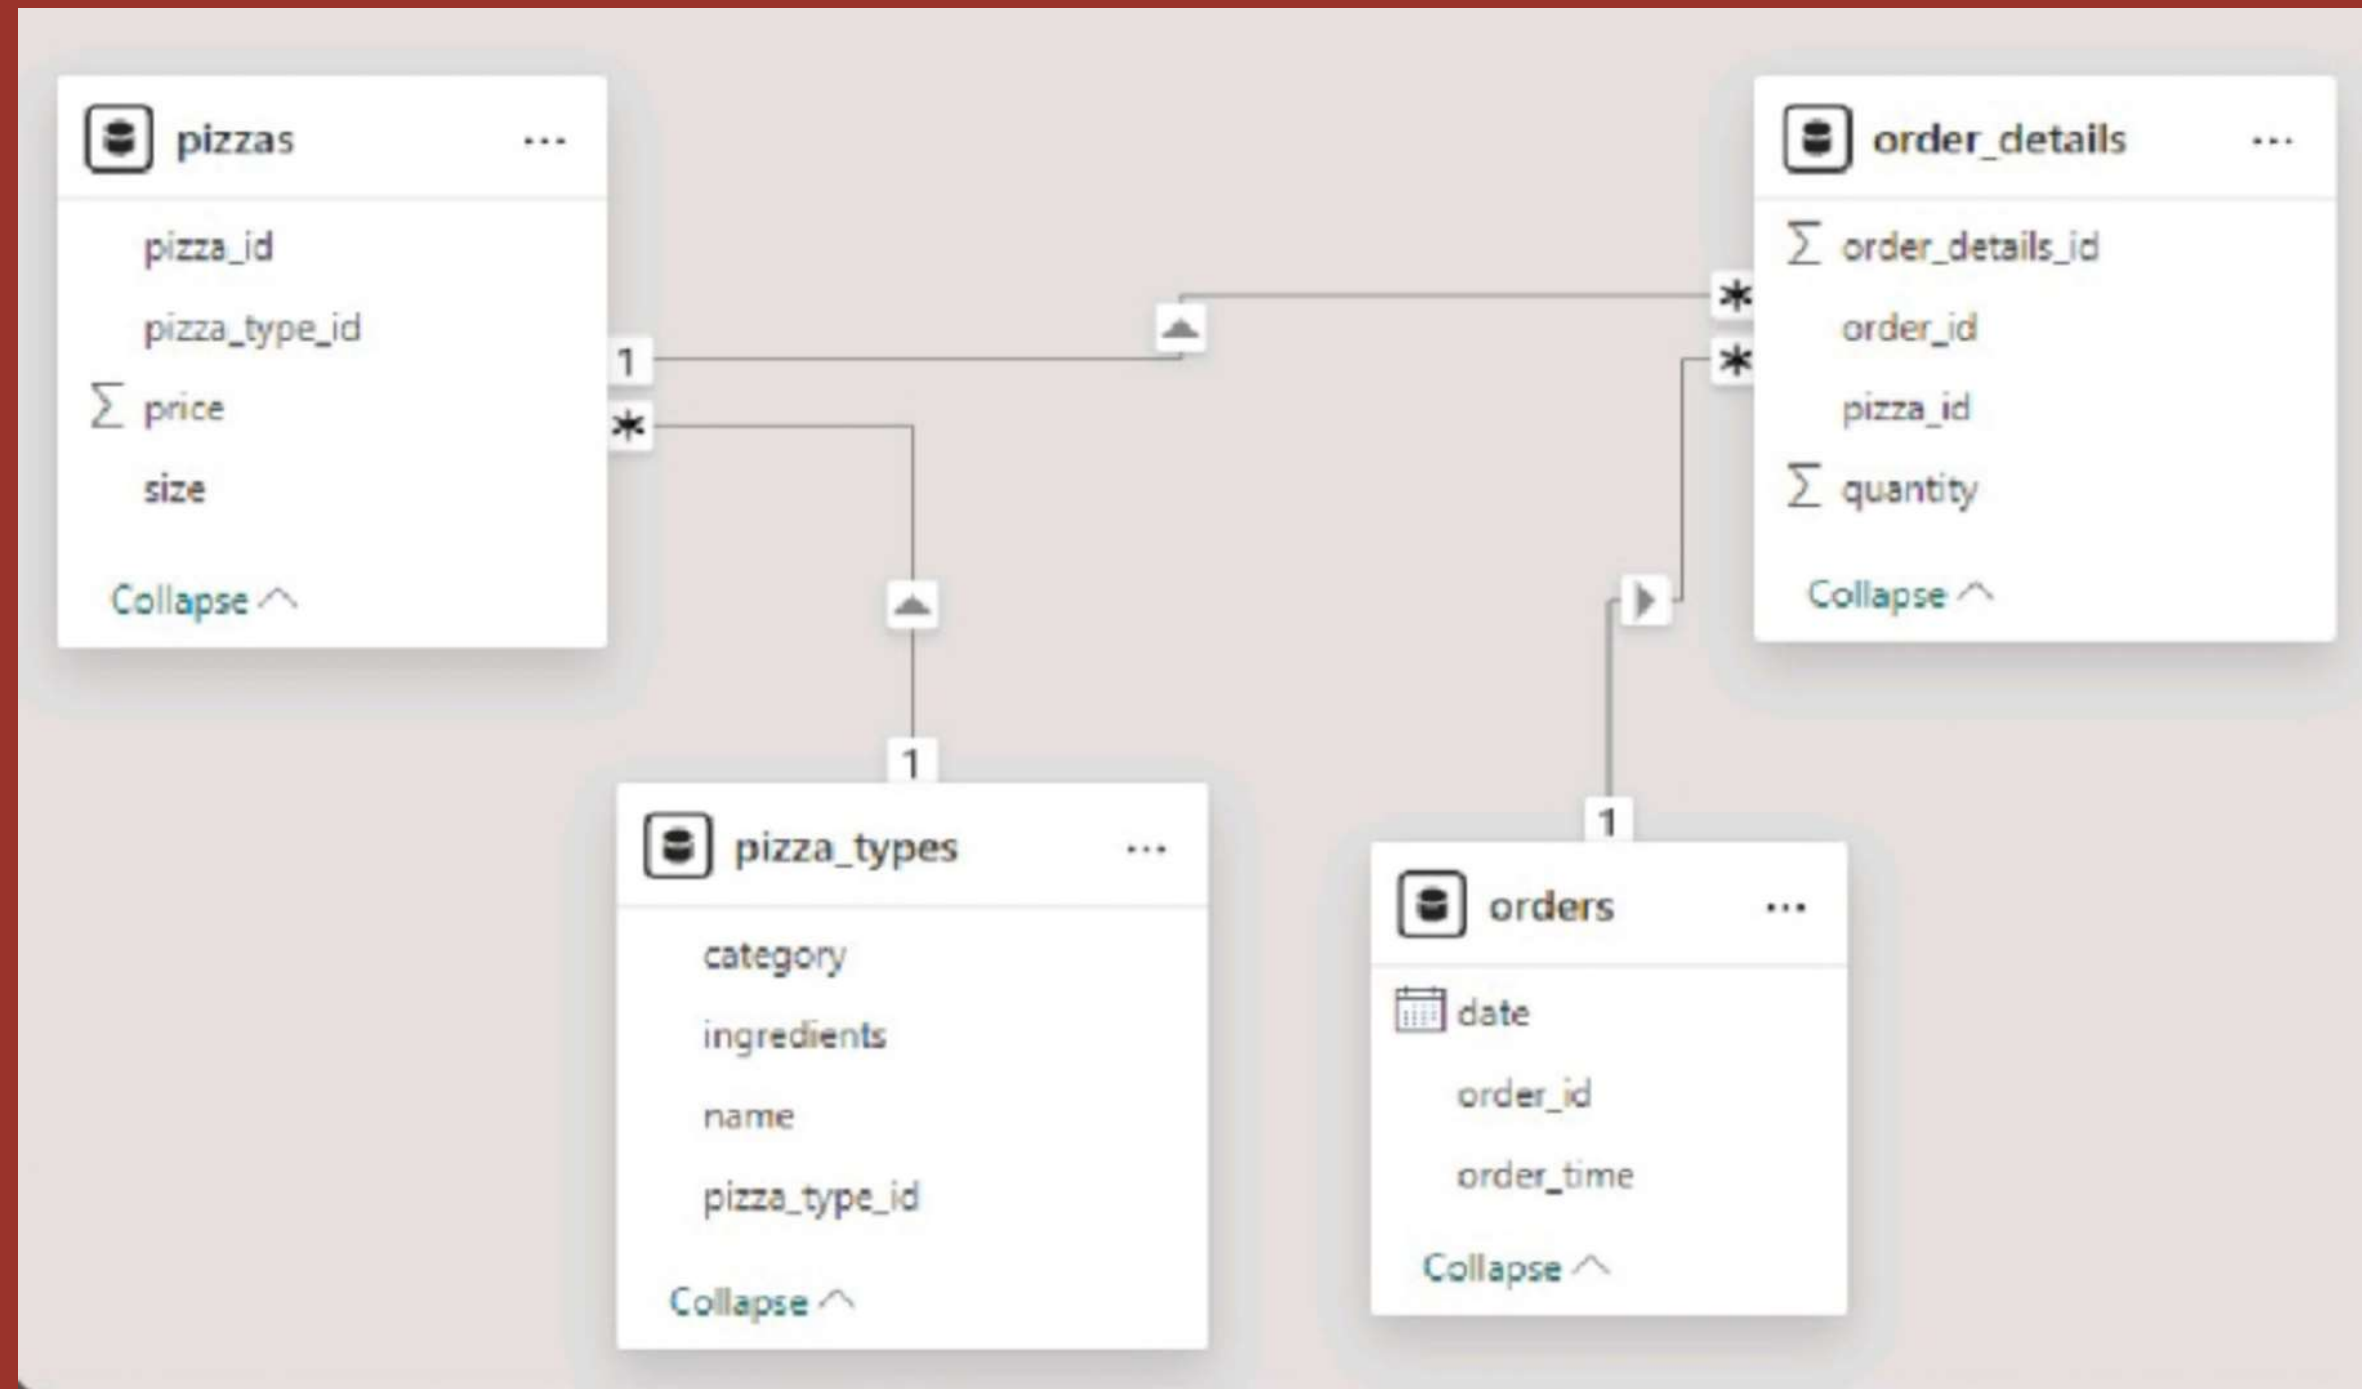 pizzas ...
pizza_id
pizza_type_id
Σ price
size
Collapse
1
*
order_details ...
Σ order_details_id
order_id
pizza_id
Σ quantity
Collapse
*
*
1
pizza_types ...
category
ingredients
name
pizza_type_id
Collapse
1
orders ...
date
order_id
order_time
Collapse